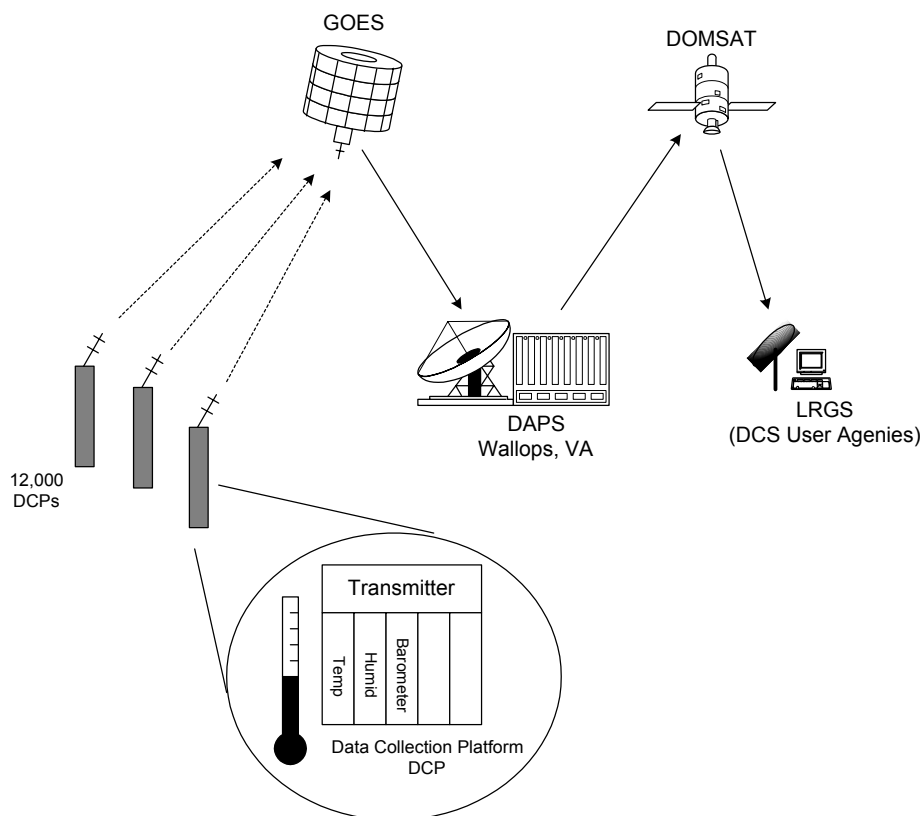 GOES
DOMSAT
DAPS
Wallops, VA
LRGS
(DCS User Agenies)
12,000
DCPs
Transmitter
Temp
Humid
Barometer
Data Collection Platform
DCP